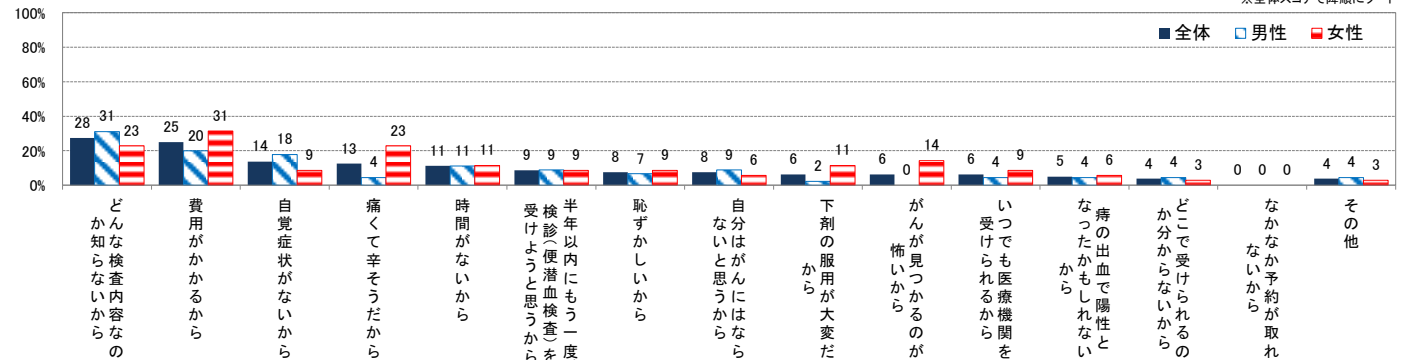 ※全体スコアで降順にソート
100%
80%
60%
40%
20%
0%
全体 男性 女性
28 31 23
25 20 31
14 18 9
13 4 23
11 11 11
9 9 9
8 7 9
8 9 6
6 2 11
6 0 14
6 4 9
5 4 6
4 4 3
0 0 0
4 4 3
どんな検査内容なの
か知らないから
費用がかかるから
自覚症状がないから
痛くて辛そうだから
時間がないから
半年以内にもう一度
検診（便潜血検査）を
受けようと思うから
恥ずかしいから
自分はがんにはなら
ないと思うから
下剤の服用が大変だ
から
がんが見つかるのが
怖いから
いつでも医療機関を
受けられるから
痔の出血で陽性と
なったかもしれない
から
どこで受けられるの
か分からないから
なかなか予約が取れ
ないから
その他